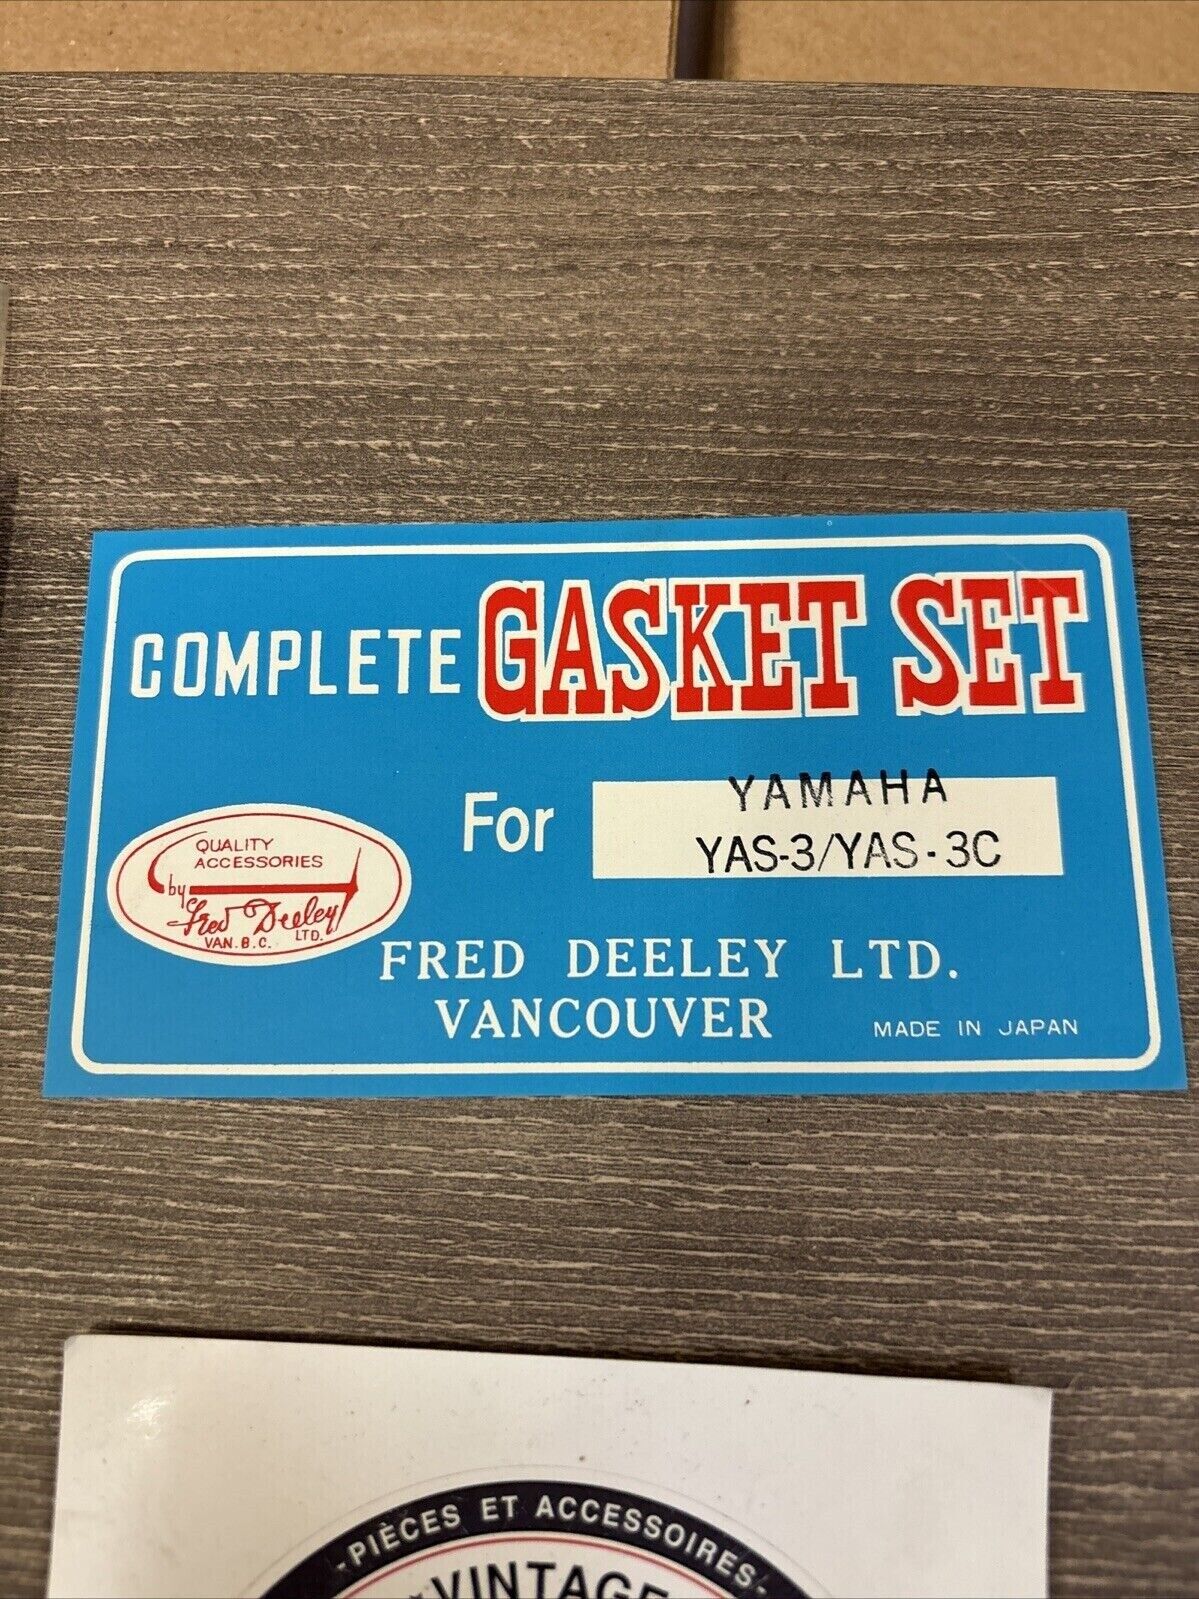 COMPLETE GASKET SET
For YAMAHA
YAS-3/YAS-3C
QUALITY
ACCESSORIES
by
Fred Deeley
VAN. B.C. LTD.
FRED DEELEY LTD.
VANCOUVER
MADE IN JAPAN
-PIÈCES ET ACCESSOIRES-
VINTAGE